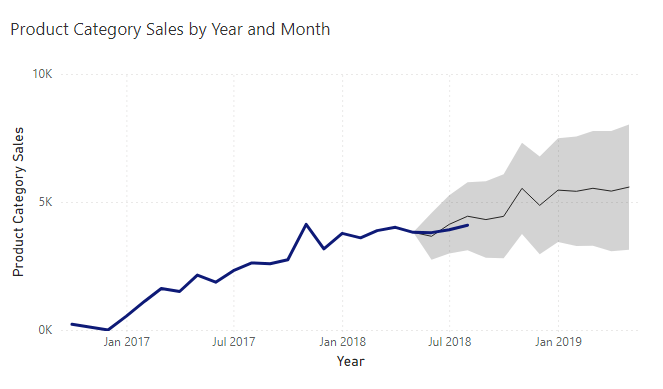 Product Category Sales by Year and Month
10K
5K
0K
Product Category Sales
Jan 2017 Jul 2017 Jan 2018 Jul 2018 Jan 2019
Year